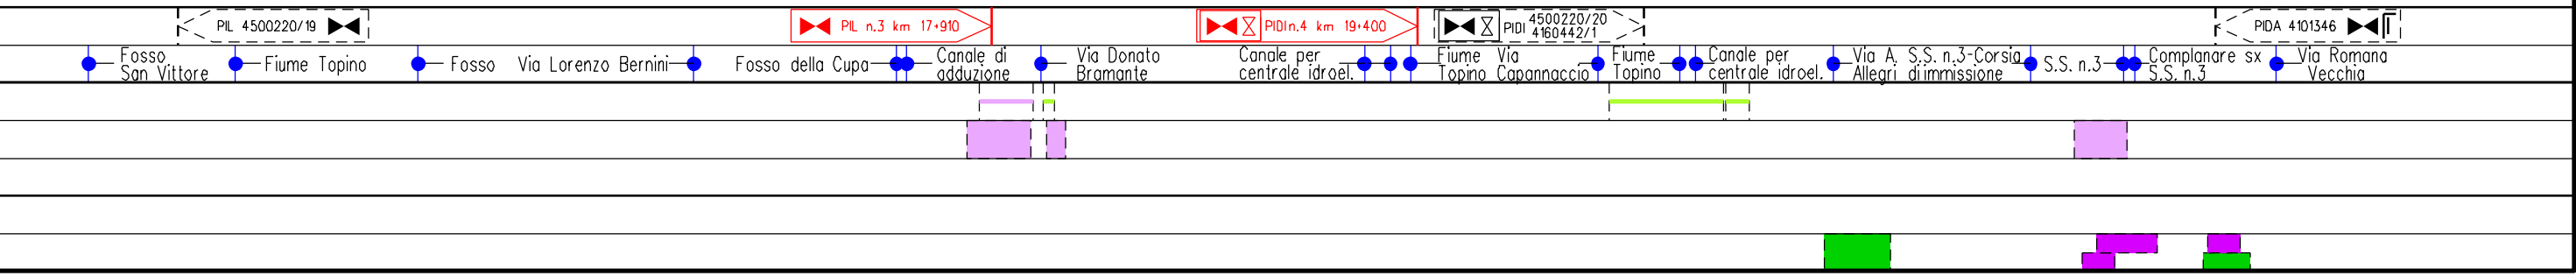 PIL 4500220/19
PIL n.3 km 17+910
PIDI n.4 km 19+400
PIDI 4500220/20
4160442/1
PIDA 4101346
Fosso
San Vittore
Fiume Topino
Fosso
Via Lorenzo Bernini
Fosso della Cupa
Canale di
adduzione
Via Donato
Bramante
Canale per
centrale idroel.
Fiume
Topino
Via
Capannaccio
Fiume
Topino
Canale per
centrale idroel.
Via A.
Allegri
S.S. n.3-Corsia
di immissione
S.S. n.3
Complanare sx
S.S. n.3
Via Romana
Vecchia